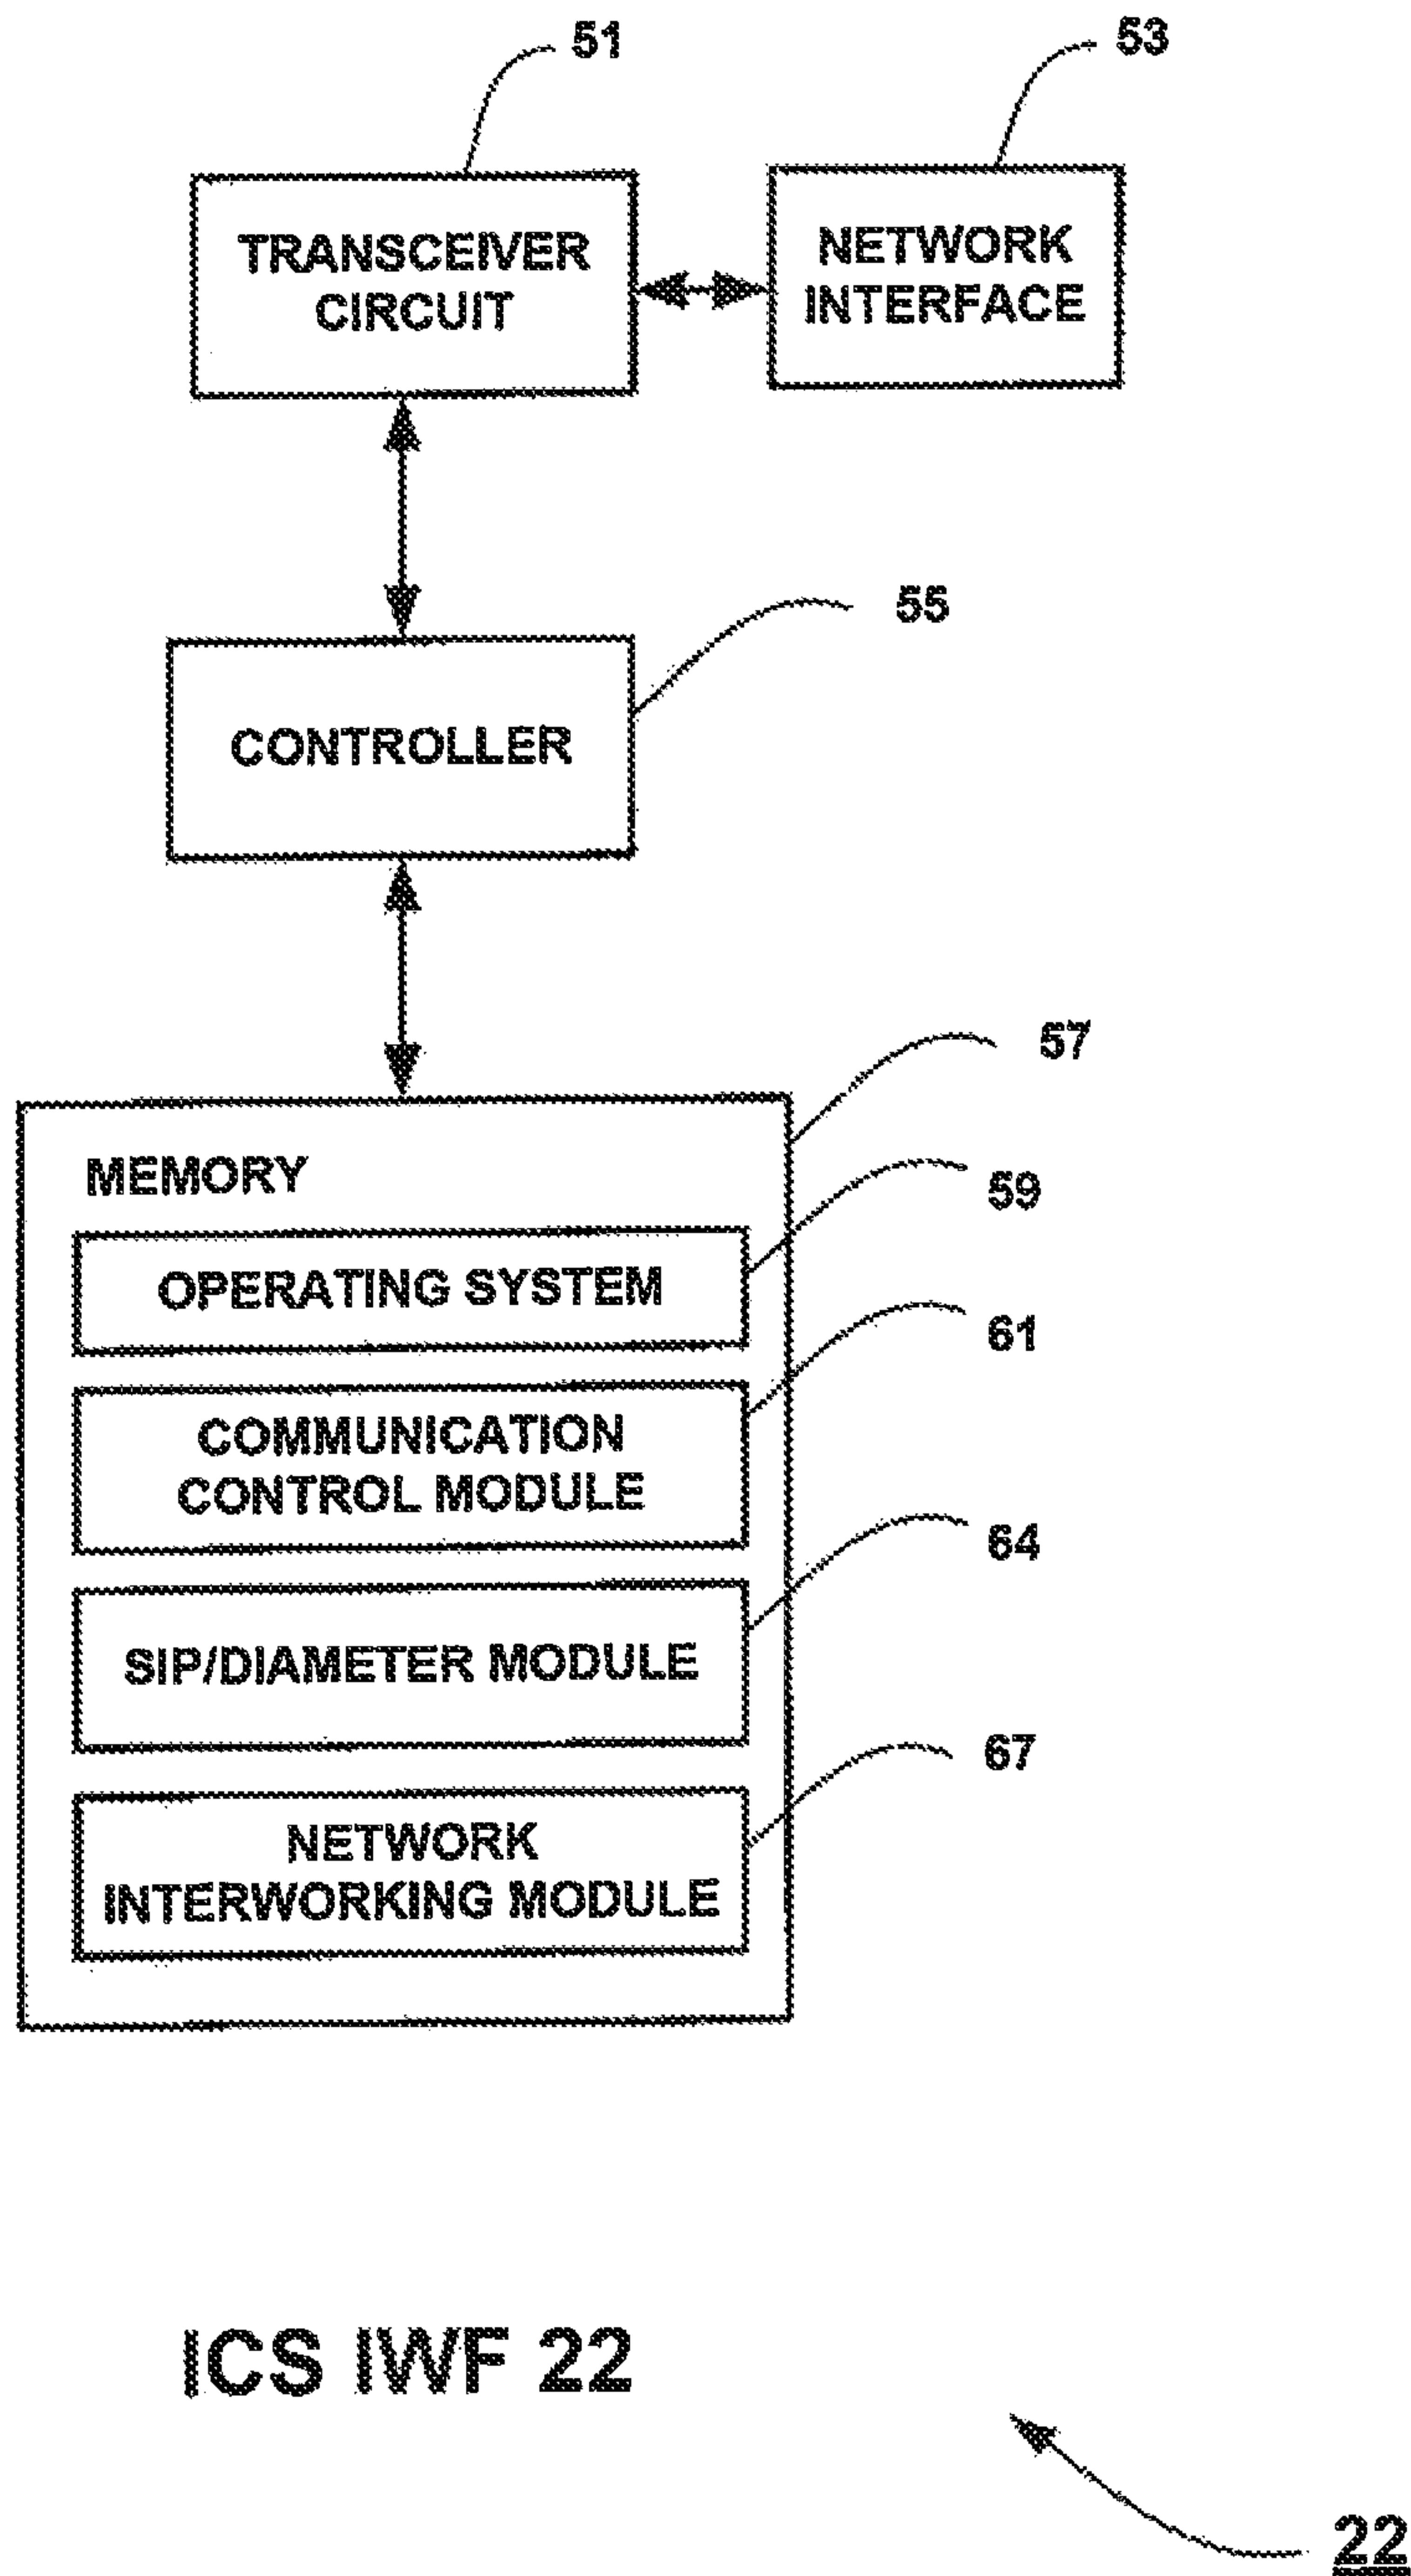 51
53
TRANSCEIVER
CIRCUIT
NETWORK
INTERFACE
55
CONTROLLER
57
MEMORY
59
OPERATING SYSTEM
61
COMMUNICATION
CONTROL MODULE
64
SIP/DIAMETER MODULE
67
NETWORK
INTERWORKING MODULE
ICS IWF 22
22